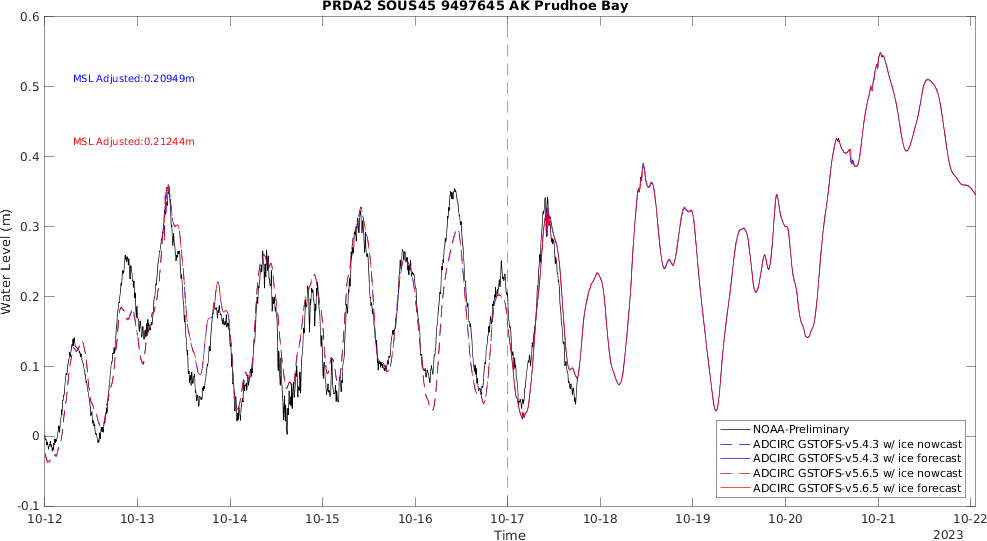 PRDA2 SOUS45 9497645 AK Prudhoe Bay
MSL Adjusted:0.20949m
MSL Adjusted:0.21244m
Water Level (m)
0.6
0.5
0.4
0.3
0.2
0.1
0
-0.1
10-12 10-13 10-14 10-15 10-16 10-17 10-18 10-19 10-20 10-21 10-22
Time
2023
NOAA-Preliminary
ADCIRC GSTOFS-v5.4.3 w/ ice nowcast
ADCIRC GSTOFS-v5.4.3 w/ ice forecast
ADCIRC GSTOFS-v5.6.5 w/ ice nowcast
ADCIRC GSTOFS-v5.6.5 w/ ice forecast